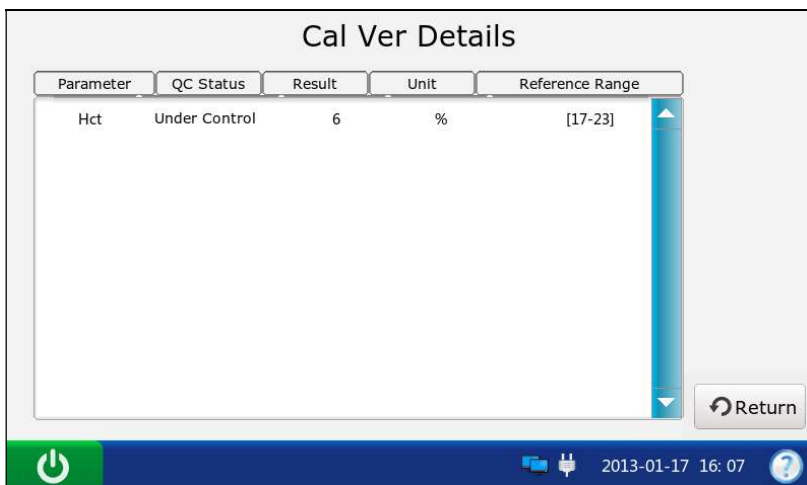 Cal Ver Details
Parameter QC Status Result Unit Reference Range
Hct Under Control 6 % [17-23]
Return
2013-01-17 16: 07 ?